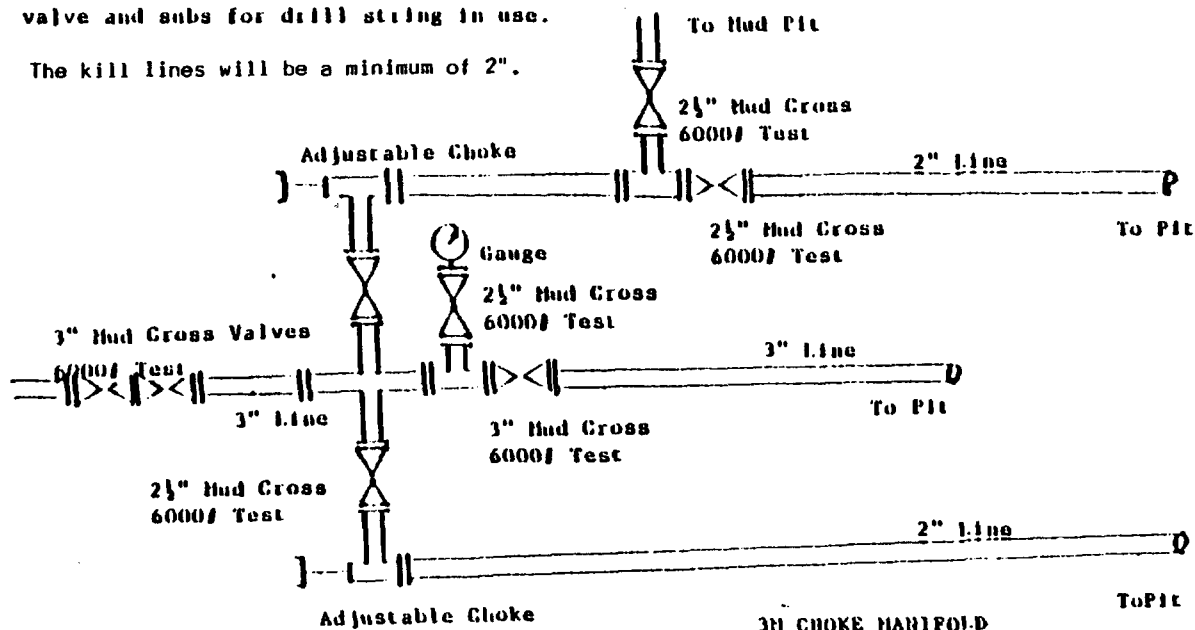 valve and subs for drill string in use.
The kill lines will be a minimum of 2".
To Mud Pit
2½" Mud Cross
6000# Test
Adjustable Choke
2" Line
2½" Mud Cross
6000# Test
To Pit
Gauge
2½" Mud Cross
6000# Test
3" Mud Cross Valves
6000# Test
3" Line
3" Line
To Pit
3" Mud Cross
6000# Test
2½" Mud Cross
6000# Test
2" Line
Adjustable Choke
ToPit
3M CHOKE MANIFOLD